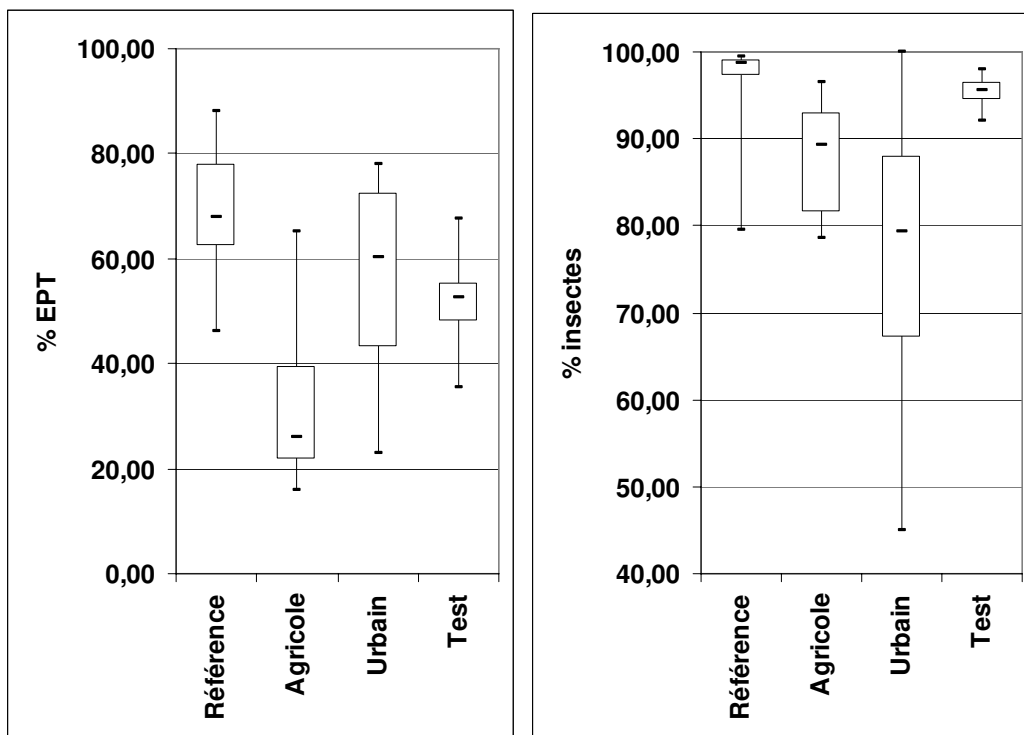 % EPT
100,00
80,00
60,00
40,00
20,00
0,00
Référence
Agricole
Urbain
Test
% insectes
100,00
90,00
80,00
70,00
60,00
50,00
40,00
Référence
Agricole
Urbain
Test